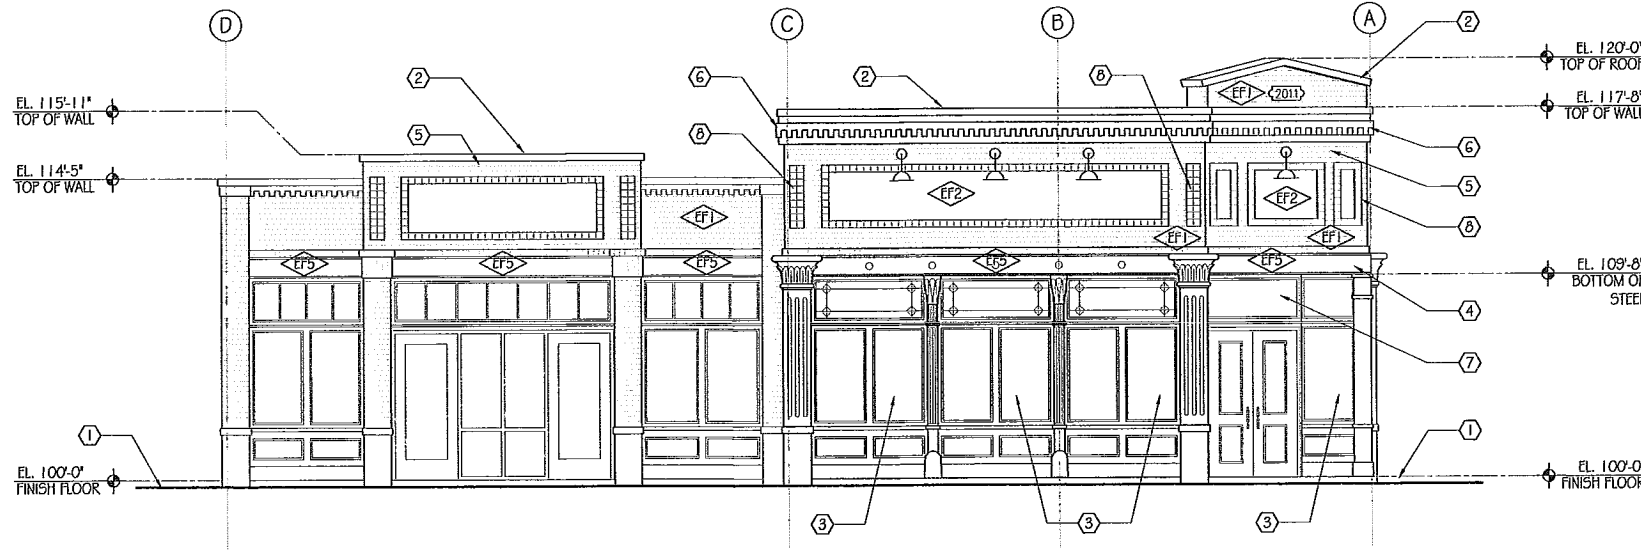 D
C
B
A
2
EL. 120'-0"
TOP OF ROOF
2
6
2
8
EF1
2011
EL. 115'-11"
TOP OF WALL
EL. 117'-8"
TOP OF WALL
5
8
6
EL. 114'-5"
TOP OF WALL
8
5
EF2
EF2
EF1
8
EF1
EF1
EF5
EF5
EF5
EF5
EF5
EL. 109'-8"
BOTTOM OF
STEEL
4
7
3
3
3
1
1
EL. 100'-0"
FINISH FLOOR
EL. 100'-0
FINISH FLOOR